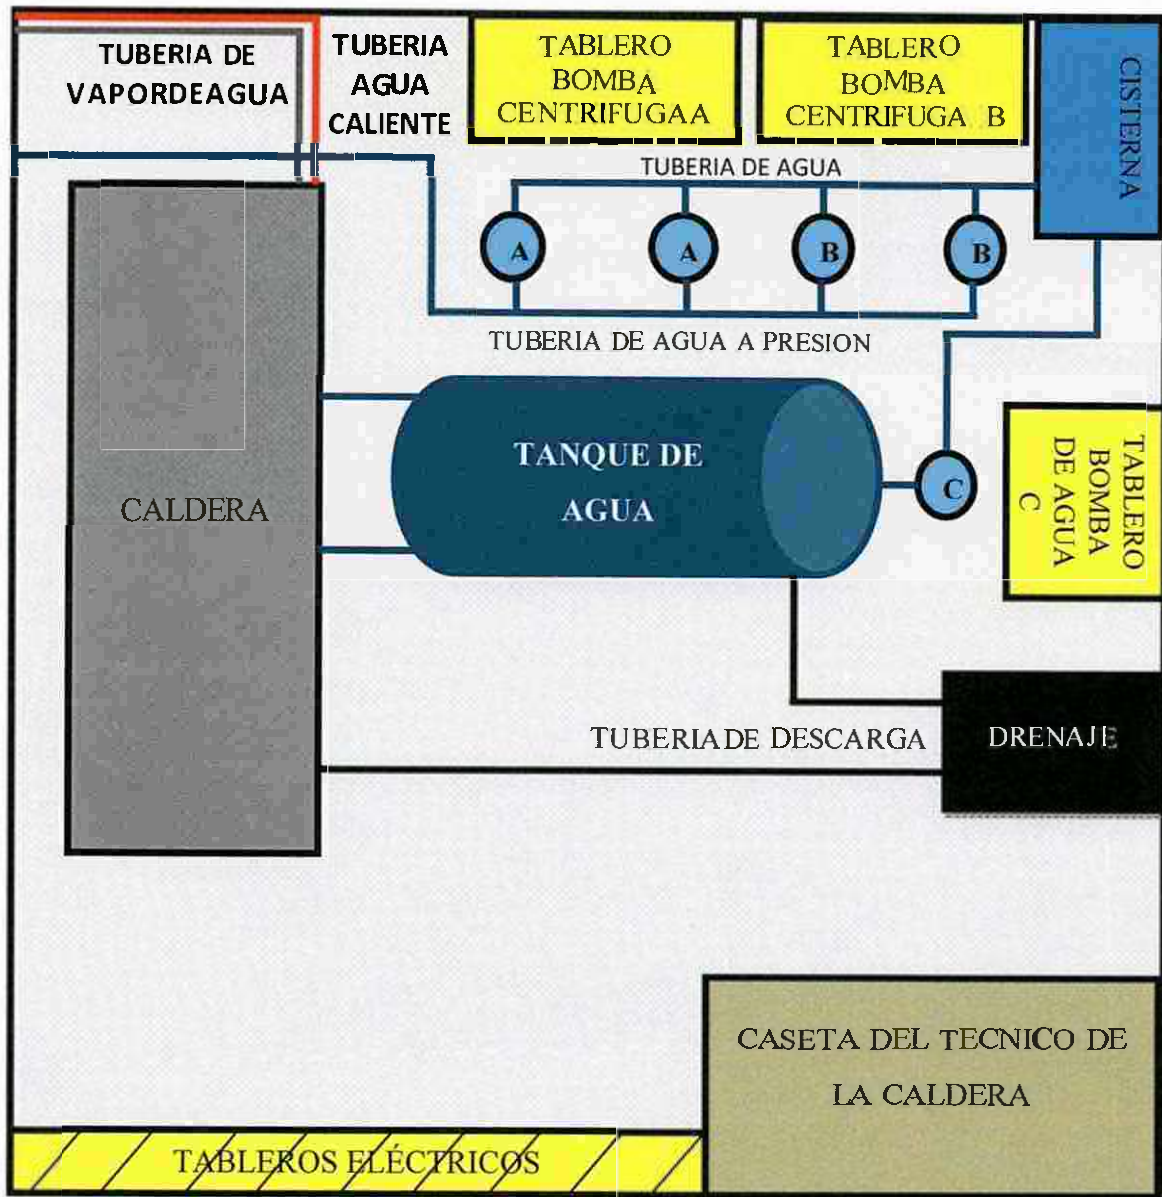 TUBERIA DE
VAPORDEAGUA
TUBERIA
AGUA
CALIENTE
TABLERO
BOMBA
CENTRIFUGAA
TABLERO
BOMBA
CENTRIFUGA B
CISTERNA
TUBERIA DE AGUA
A
A
B
B
TUBERIA DE AGUA A PRESION
CALDERA
TANQUE DE
AGUA
C
TABLERO
BOMBA
DE AGUA
C
TUBERIADE DESCARGA
DRENAJE
CASETA DEL TECNICO DE
LA CALDERA
TABLEROS ELÉCTRICOS